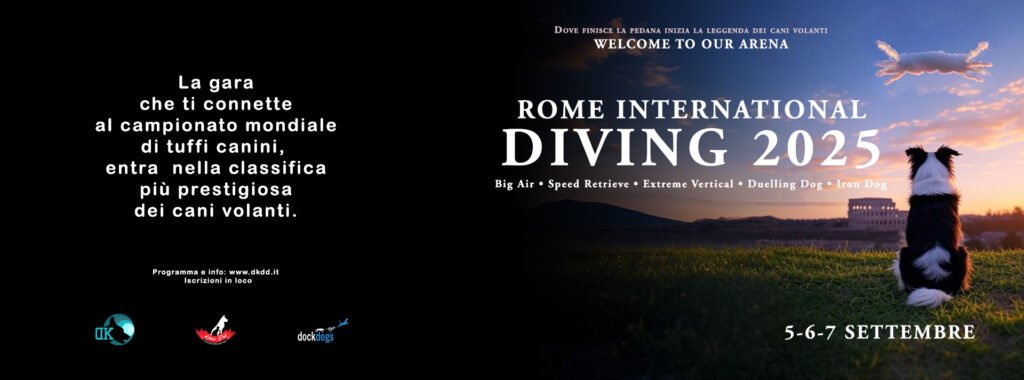 La gara
che ti connette
al campionato mondiale
di tuffi canini,
entra nella classifica
più prestigiosa
dei cani volanti.
Programma e info: www.dkdd.it
Iscrizioni in loco
DK
dockdogs
Dove finisce la pedana inizia la leggenda dei cani volanti
WELCOME TO OUR ARENA
ROME INTERNATIONAL
DIVING 2025
Big Air • Speed Retrieve • Extreme Vertical • Duelling Dog • Iron Dog
5-6-7 SETTEMBRE